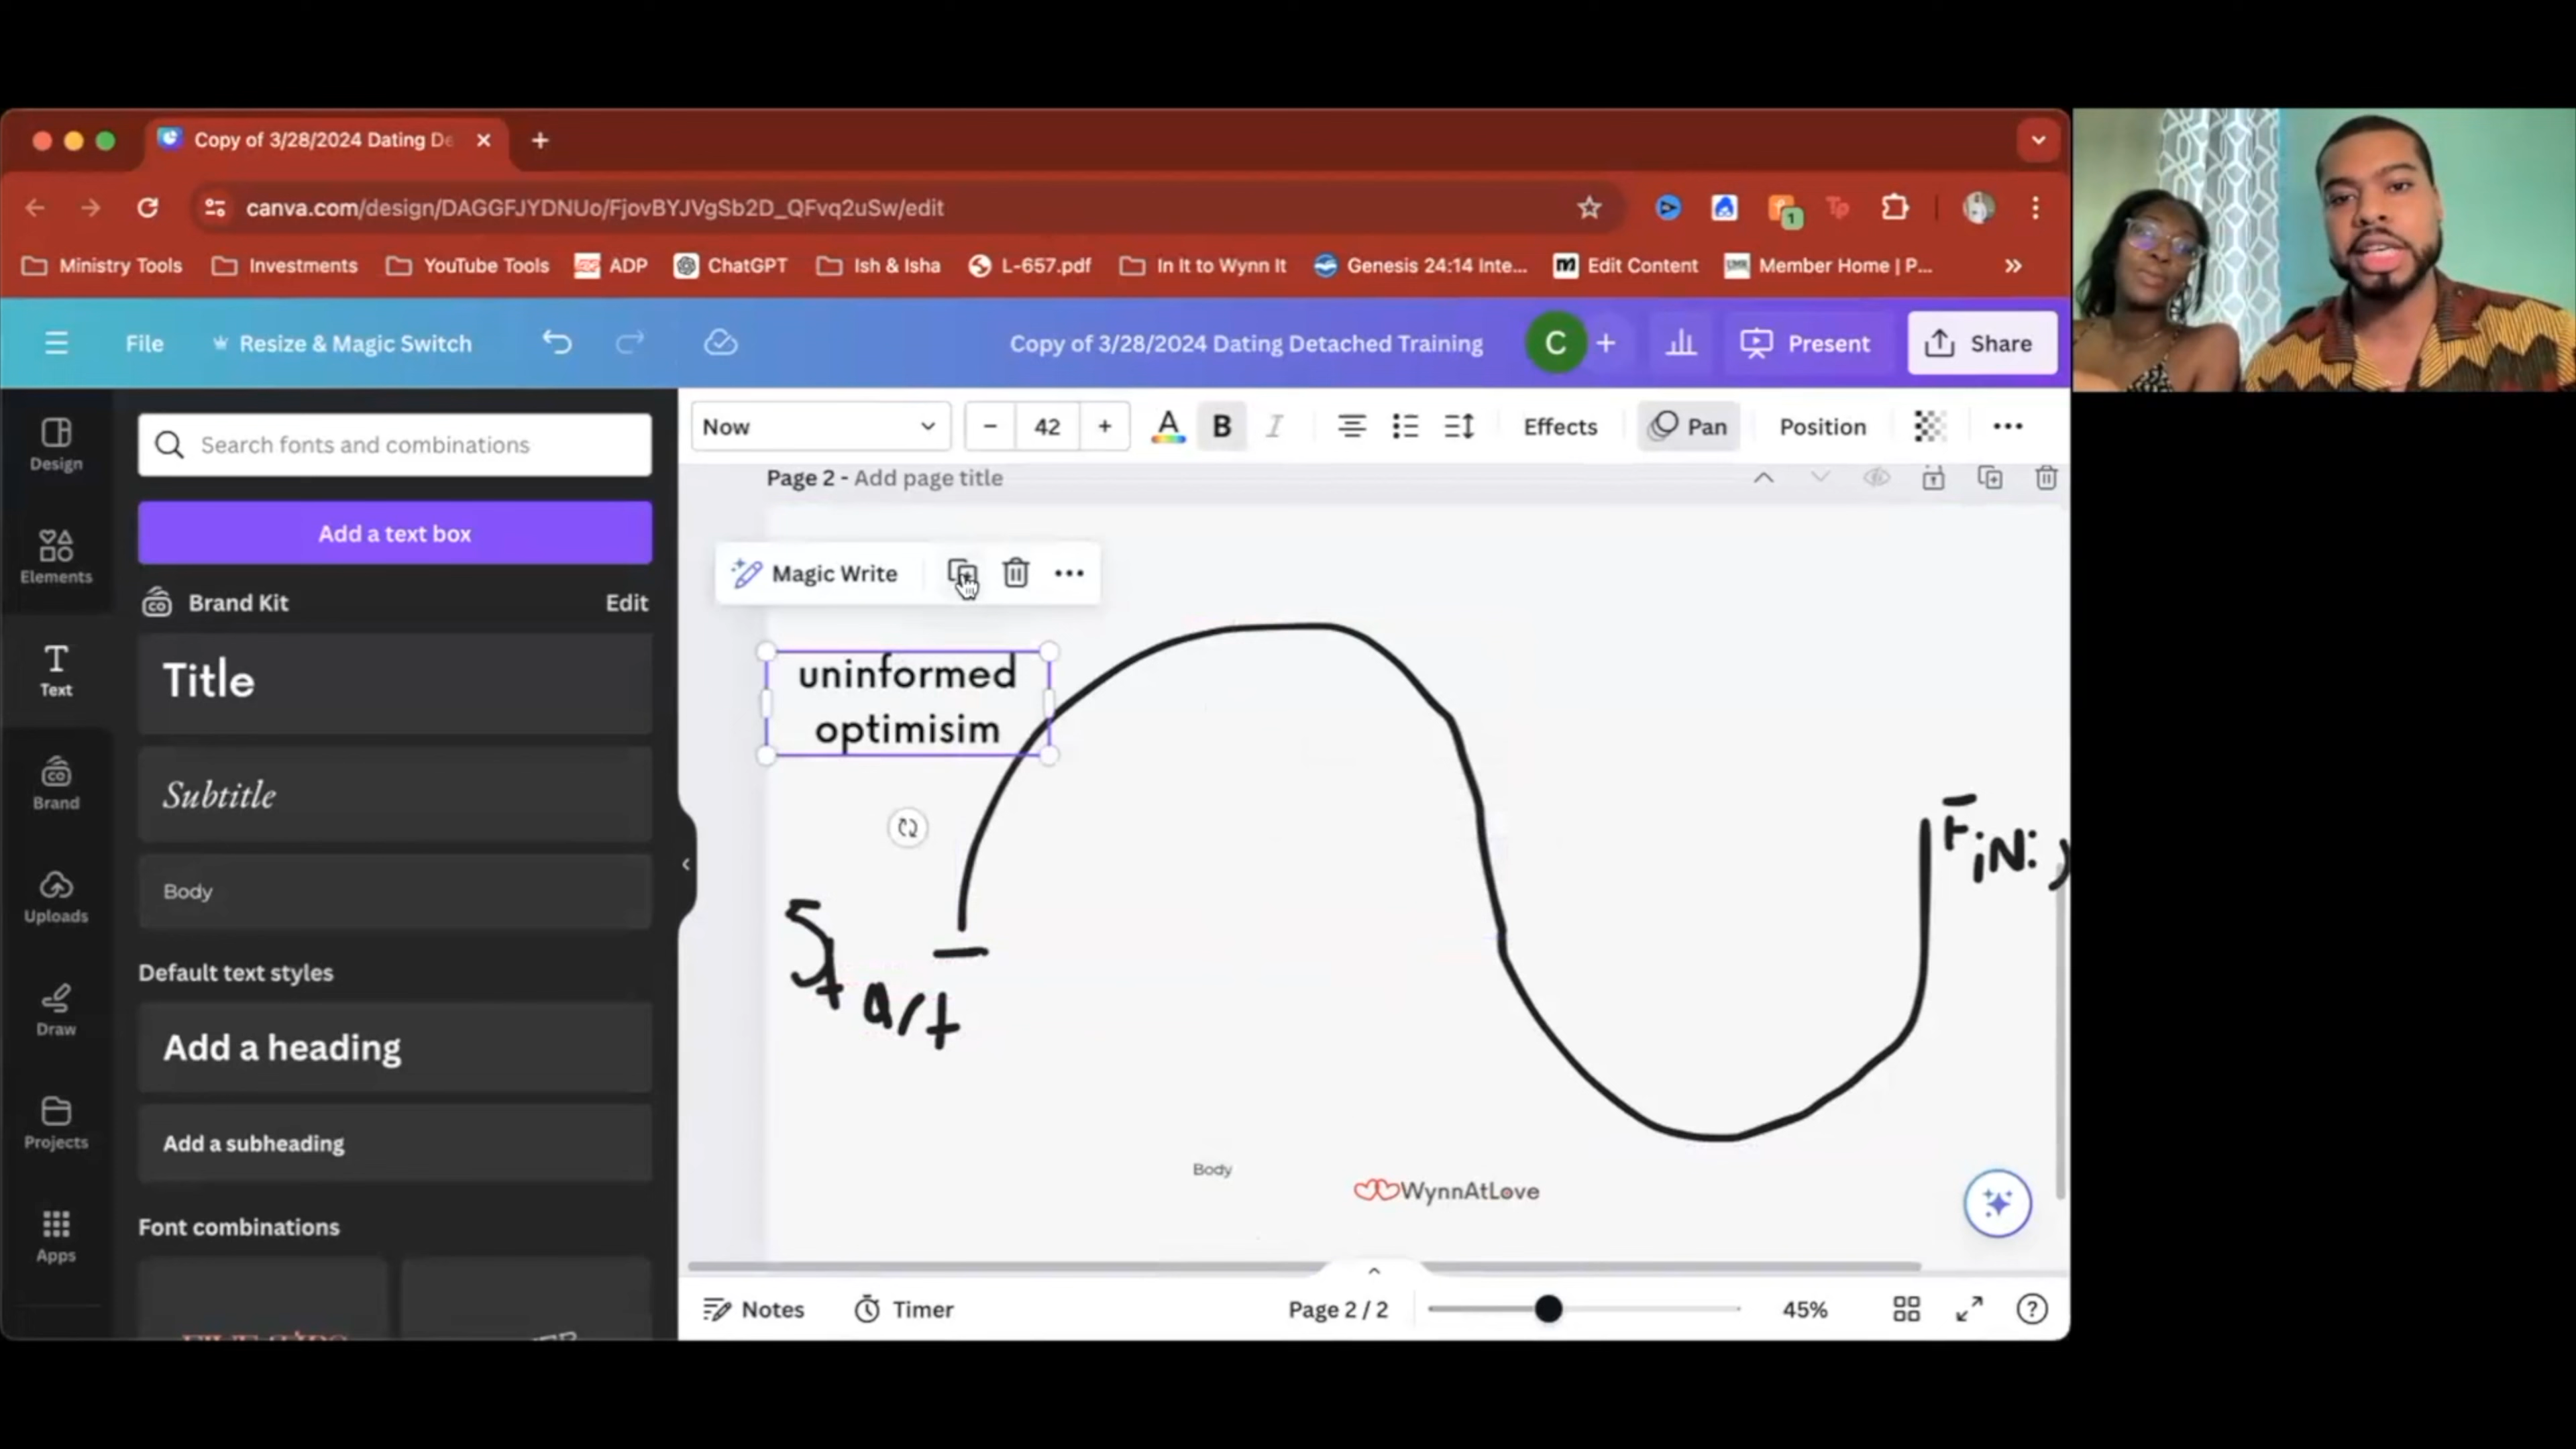 Copy of 3/28/2024 Dating De
canva.com/design/DAGGFJYDNUo/FjovBYJVgSb2D_QFvq2uSw/edit
1
Tp
Ministry Tools
Investments
YouTube Tools
ADP
ChatGPT
Ish & Isha
L-657.pdf
In It to Wynn It
Genesis 24:14 Inte...
Edit Content
Member Home | P...
File
Resize & Magic Switch
Copy of 3/28/2024 Dating Detached Training
C
Present
Share
Design
Elements
Text
Brand
Uploads
Draw
Projects
Apps
Search fonts and combinations
Add a text box
Brand Kit
Edit
Title
Subtitle
Body
Default text styles
Add a heading
Add a subheading
Font combinations
Now
42
A
B
I
Effects
Pan
Position
Page 2 - Add page title
Magic Write
uninformed
optimisim
Start
Body
WynnAtLove
Notes
Timer
Page 2 / 2
45%